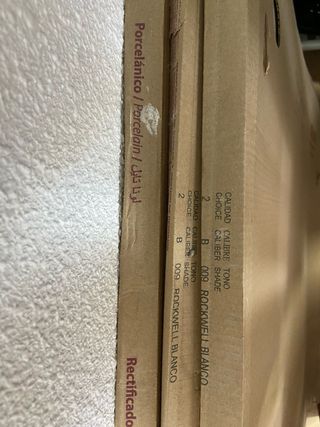 Porcelánico / Porcelain /
Rectificado
CALIDAD CALIBRE TONO
CHOICE CALIBER SHADE
2 B 009 ROCKWELL BLANCO
CALIDAD CALIBRE TONO
CHOICE CALIBER SHADE
2 B 009 ROCKWELL BLANCO